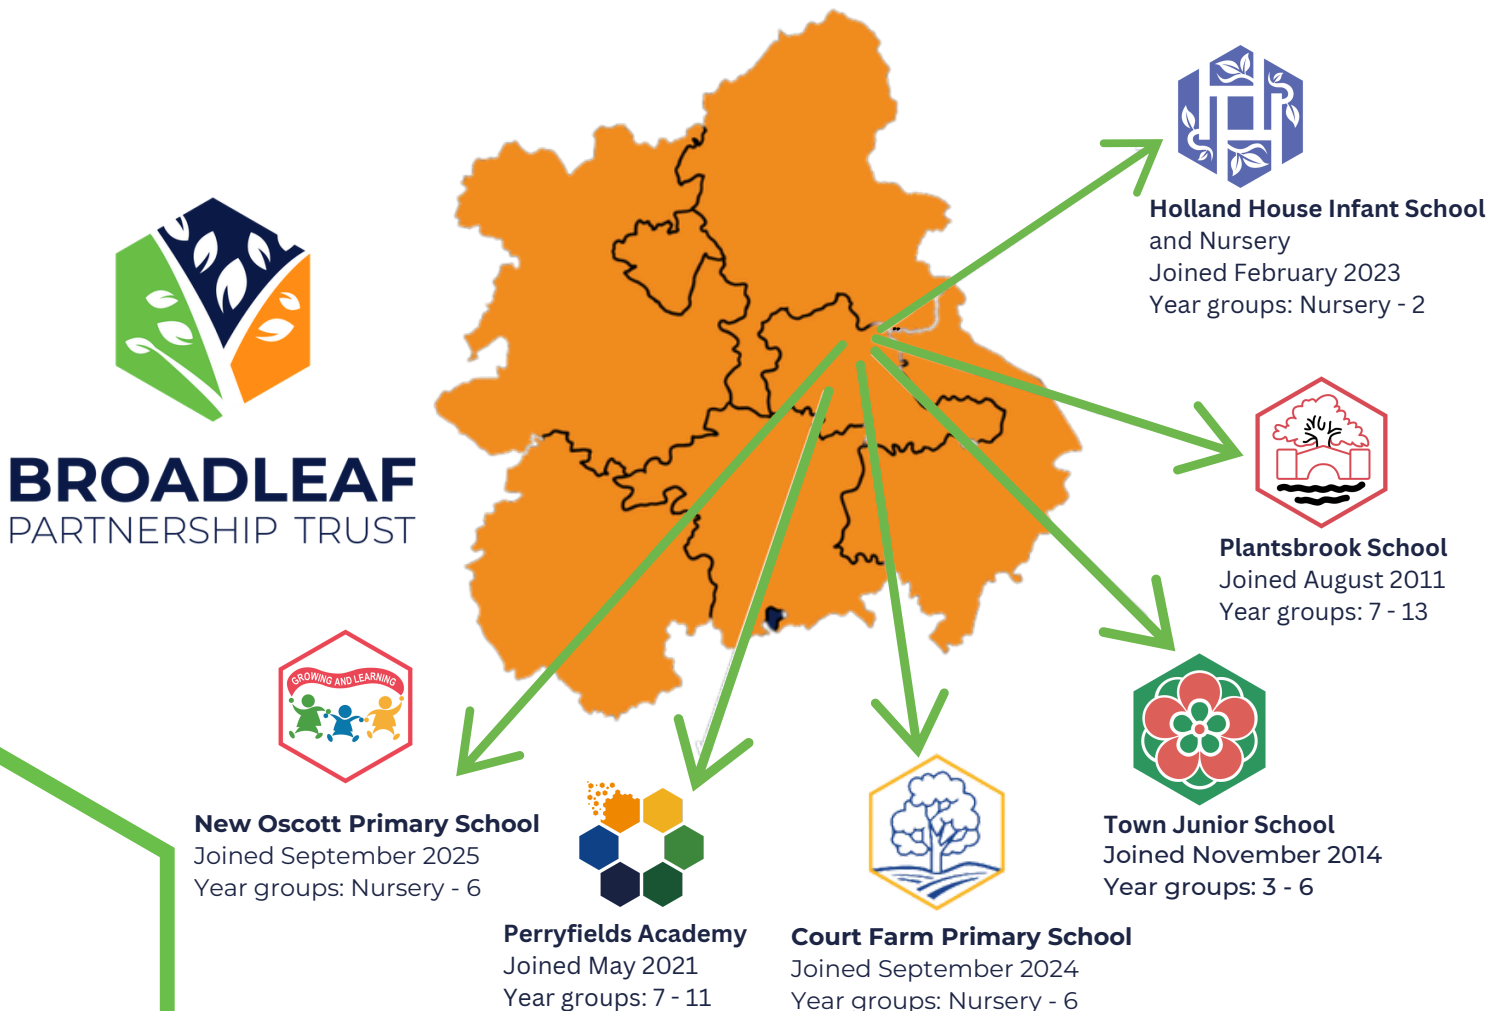 BROADLEAF
PARTNERSHIP TRUST
Holland House Infant School
and Nursery
Joined February 2023
Year groups: Nursery - 2
Plantsbrook School
Joined August 2011
Year groups: 7 - 13
Town Junior School
Joined November 2014
Year groups: 3 - 6
Court Farm Primary School
Joined September 2024
Year groups: Nursery - 6
Perryfields Academy
Joined May 2021
Year groups: 7 - 11
GROWING AND LEARNING
New Oscott Primary School
Joined September 2025
Year groups: Nursery - 6